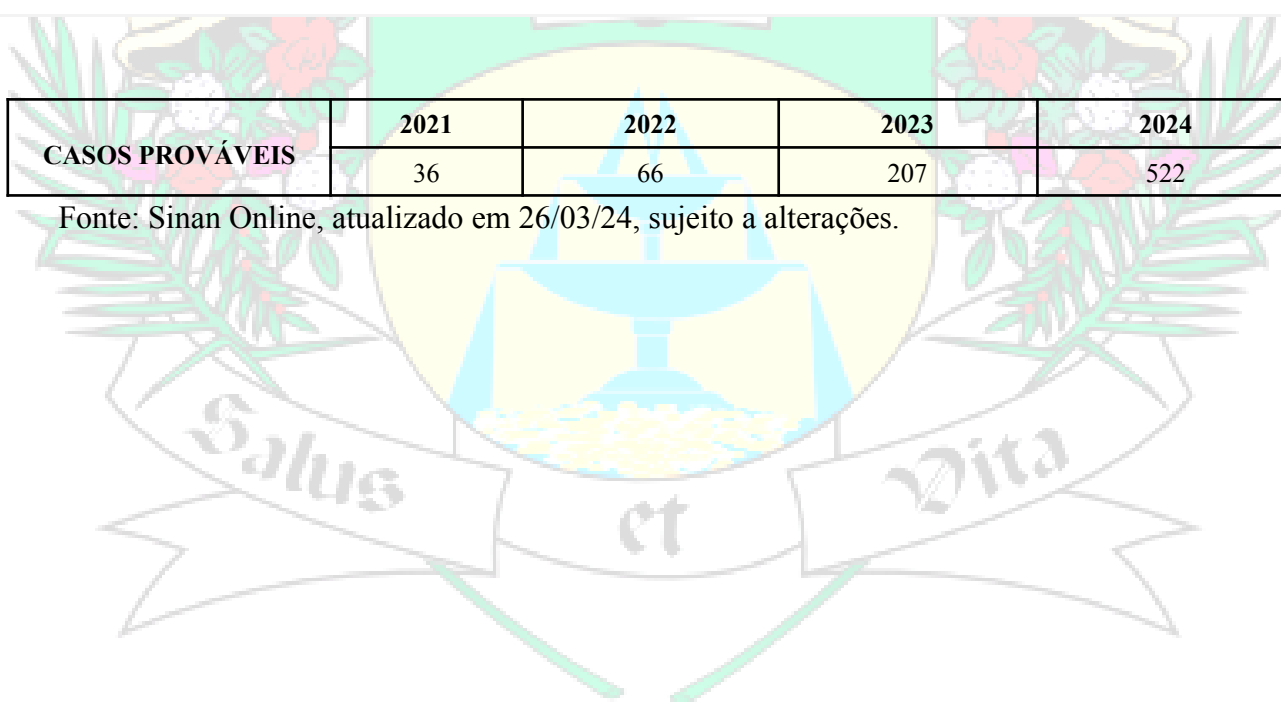 CASOS PROVÁVEIS
2021 2022 2023 2024
36 66 207 522
Fonte: Sinan Online, atualizado em 26/03/24, sujeito a alterações.
Salus et Vita